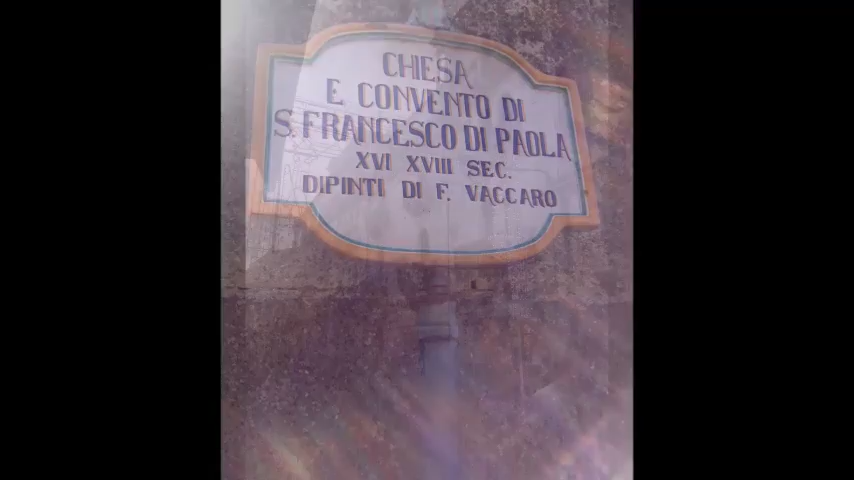 CHIESA
E CONVENTO DI
S. FRANCESCO DI PAOLA
XVI XVIII SEC.
DIPINTI DI F. VACCARO